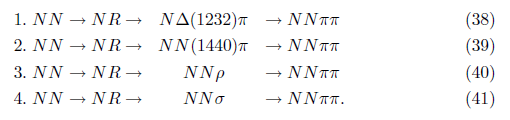 1. NN → NR → NΔ(1232)π → NNππ (38)
2. NN → NR → NN(1440)π → NNππ (39)
3. NN → NR → NNρ → NNππ (40)
4. NN → NR → NNσ → NNππ. (41)